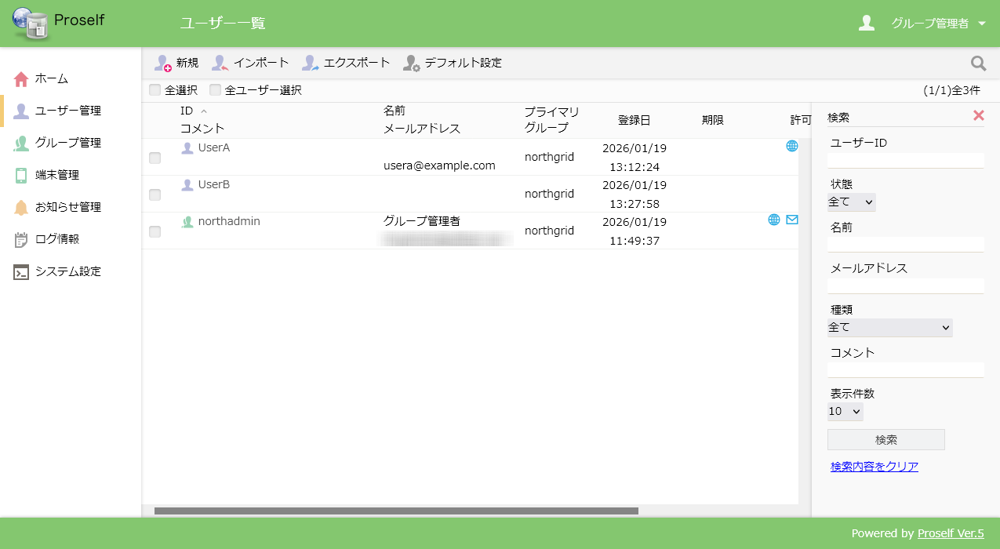 Proself
ユーザー一覧
グループ管理者
ホーム
ユーザー管理
グループ管理
端末管理
お知らせ管理
ログ情報
システム設定
新規 インポート エクスポート デフォルト設定
全選択 全ユーザー選択 (1/1)全3件
ID 名前 プライマリ 登録日 期限 許可
コメント メールアドレス グループ
UserA northgrid 2026/01/19
usera@example.com 13:12:24
UserB northgrid 2026/01/19
13:27:58
northadmin グループ管理者 northgrid 2026/01/19
11:49:37
検索
ユーザーID
状態
全て
名前
メールアドレス
種類
全て
コメント
表示件数
10
検索
検索内容をクリア
Powered by Proself Ver.5